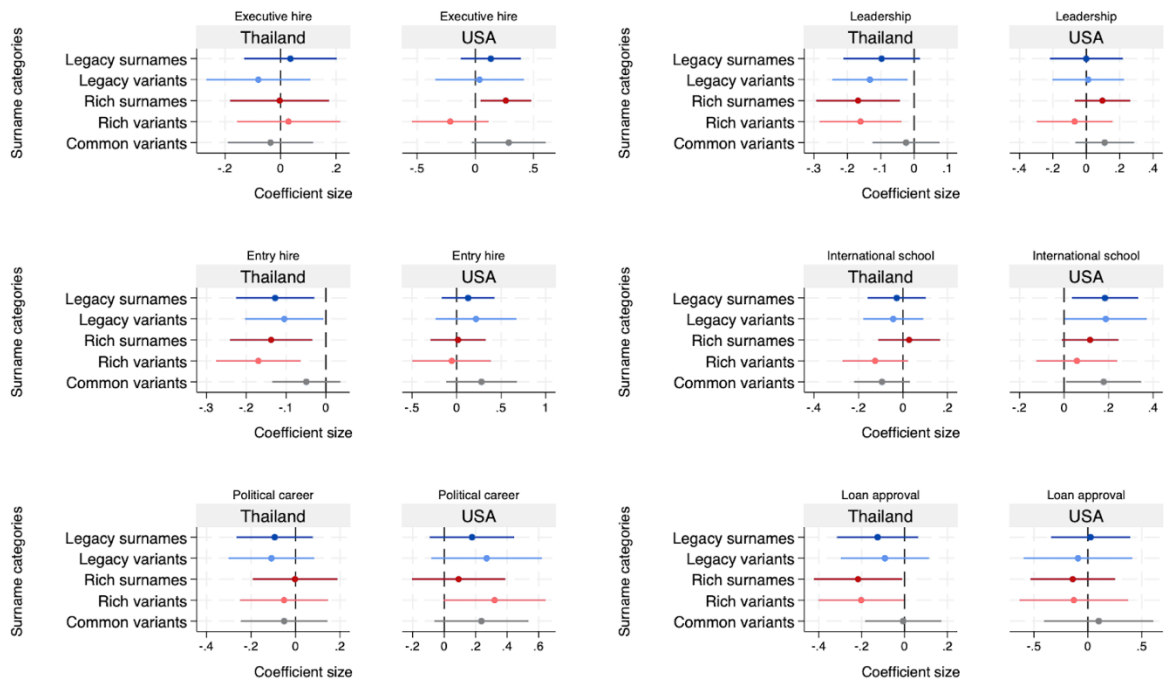 Executive hire
Executive hire
Thailand
USA
Surname categories
Legacy surnames
Legacy variants
Rich surnames
Rich variants
Common variants
-.2
0
.2
-.5
0
.5
Coefficient size
Leadership
Leadership
Thailand
USA
Surname categories
Legacy surnames
Legacy variants
Rich surnames
Rich variants
Common variants
-.3
-.2
-.1
0
.1
-.4
-.2
0
.2
.4
Coefficient size
Entry hire
Entry hire
Thailand
USA
Surname categories
Legacy surnames
Legacy variants
Rich surnames
Rich variants
Common variants
-.3
-.2
-.1
0
-.5
0
.5
1
Coefficient size
International school
International school
Thailand
USA
Surname categories
Legacy surnames
Legacy variants
Rich surnames
Rich variants
Common variants
-.4
-.2
0
.2
-.2
0
.2
.4
Coefficient size
Political career
Political career
Thailand
USA
Surname categories
Legacy surnames
Legacy variants
Rich surnames
Rich variants
Common variants
-.4
-.2
0
.2
-.2
0
.2
.4
.6
Coefficient size
Loan approval
Loan approval
Thailand
USA
Surname categories
Legacy surnames
Legacy variants
Rich surnames
Rich variants
Common variants
-.4
-.2
0
.2
-.5
0
.5
Coefficient size